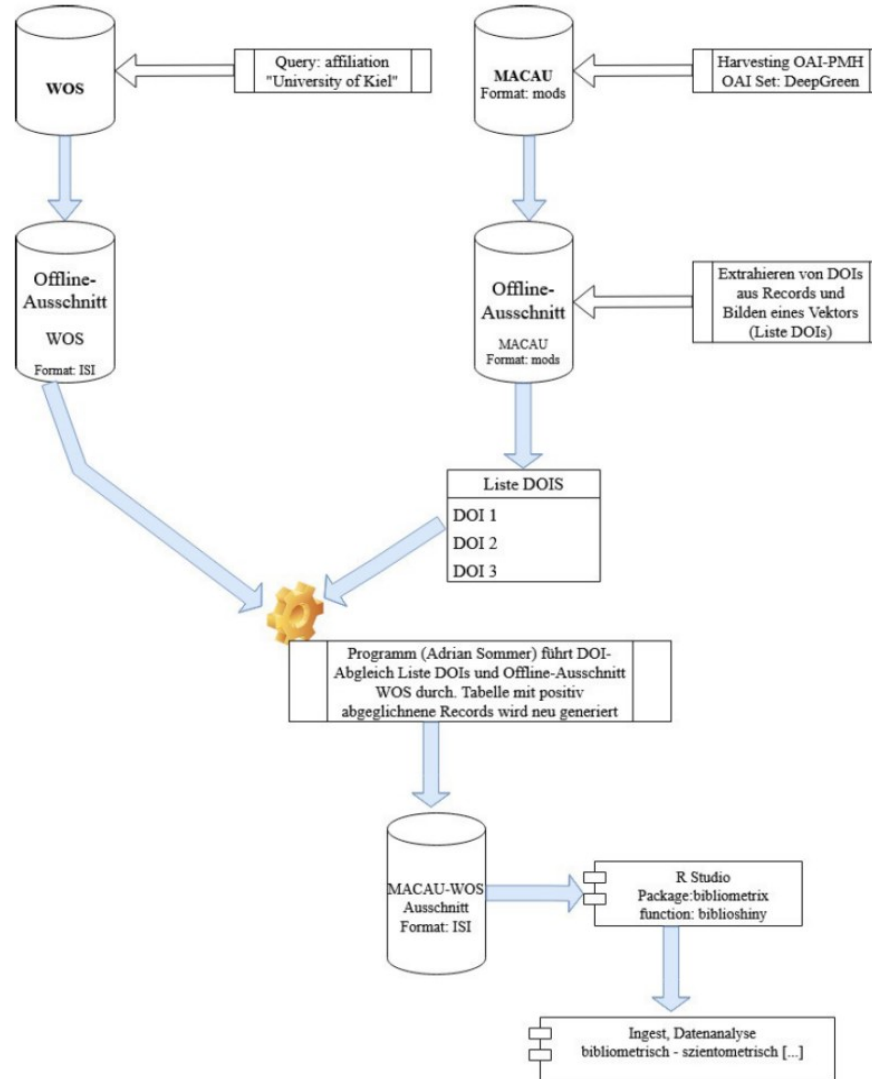 WOS
Query: affiliation
"University of Kiel"
MACAU
Format: mods
Harvesting OAI-PMH
OAI Set: DeepGreen
Offline-
Ausschnitt
WOS
Format: ISI
Offline-
Ausschnitt
MACAU
Format: mods
Extrahieren von DOIs
aus Records und
Bilden eines Vektors
(Liste DOIs)
Liste DOIS
DOI 1
DOI 2
DOI 3
Programm (Adrian Sommer) führt DOI-
Abgleich Liste DOIs und Offline-Ausschnitt
WOS durch. Tabelle mit positiv
abgeglichnene Records wird neu generiert
MACAU-WOS
Ausschnitt
Format: ISI
R Studio
Package:bibliometrix
function: biblioshiny
Ingest, Datenanalyse
bibliometrisch - szientometrisch [...]